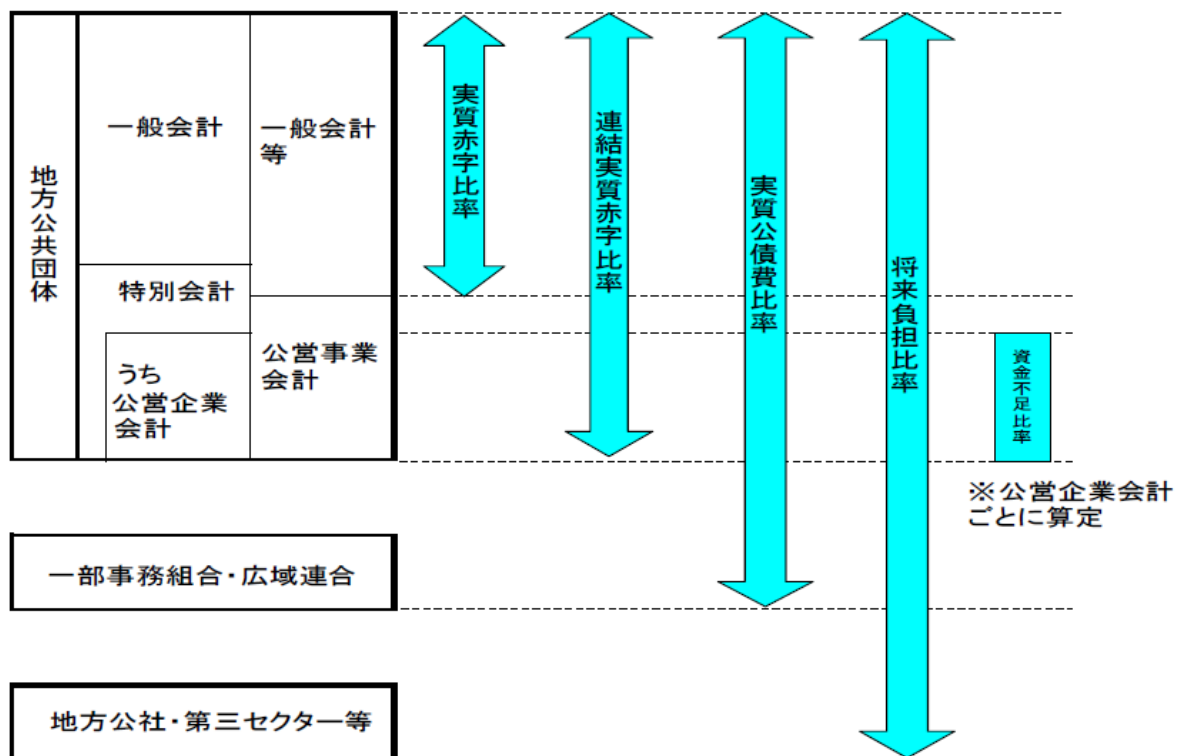 地方公共団体
一般会計
一般会計
等
特別会計
うち
公営企業
会計
公営事業
会計
実質赤字比率
連結実質赤字比率
実質公債費比率
将来負担比率
資金不足比率
※公営企業会計
ごとに算定
一部事務組合・広域連合
地方公社・第三セクター等